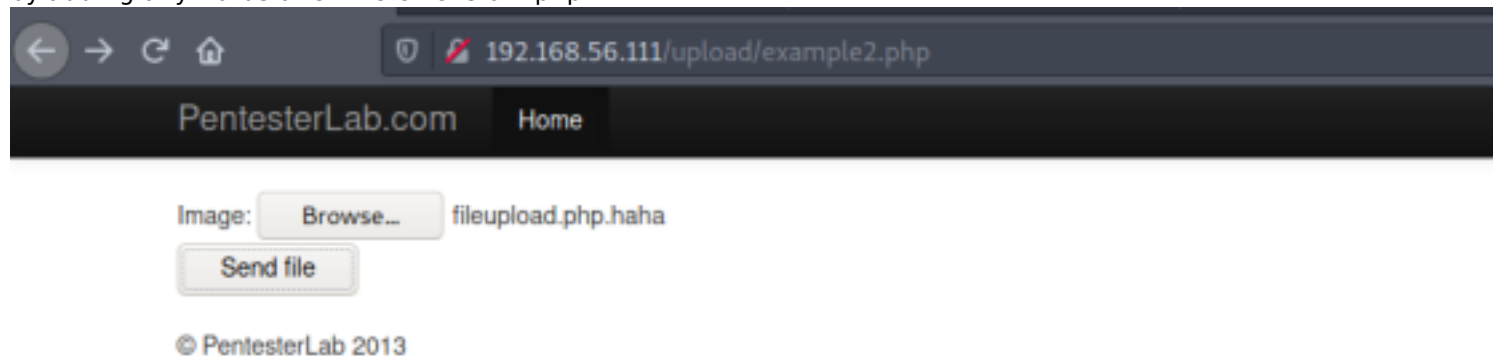 192.168.56.111/upload/example2.php
PentesterLab.com Home
Image: Browse... fileupload.php.haha
Send file
© PentesterLab 2013